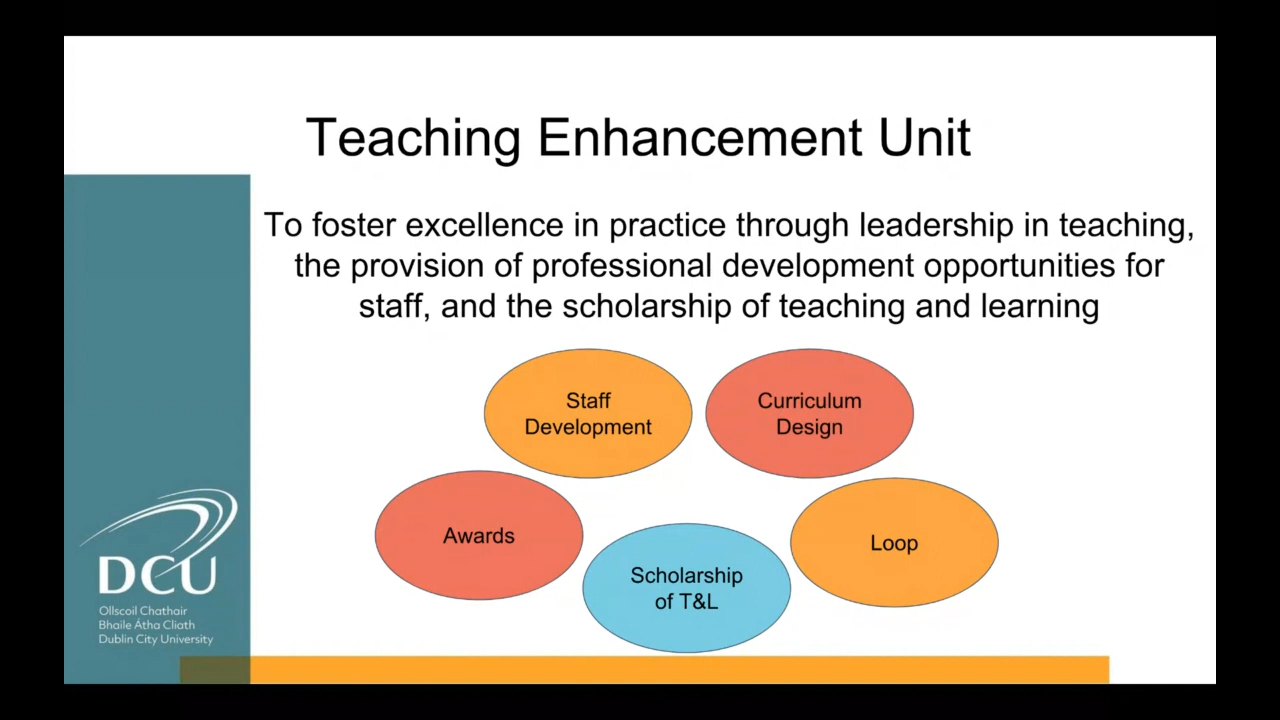 Teaching Enhancement Unit
To foster excellence in practice through leadership in teaching,
the provision of professional development opportunities for
staff, and the scholarship of teaching and learning
Staff
Development
Curriculum
Design
Awards
Scholarship
of T&L
Loop
DCU
Ollscoil Chathair
Bhaile Átha Cliath
Dublin City University